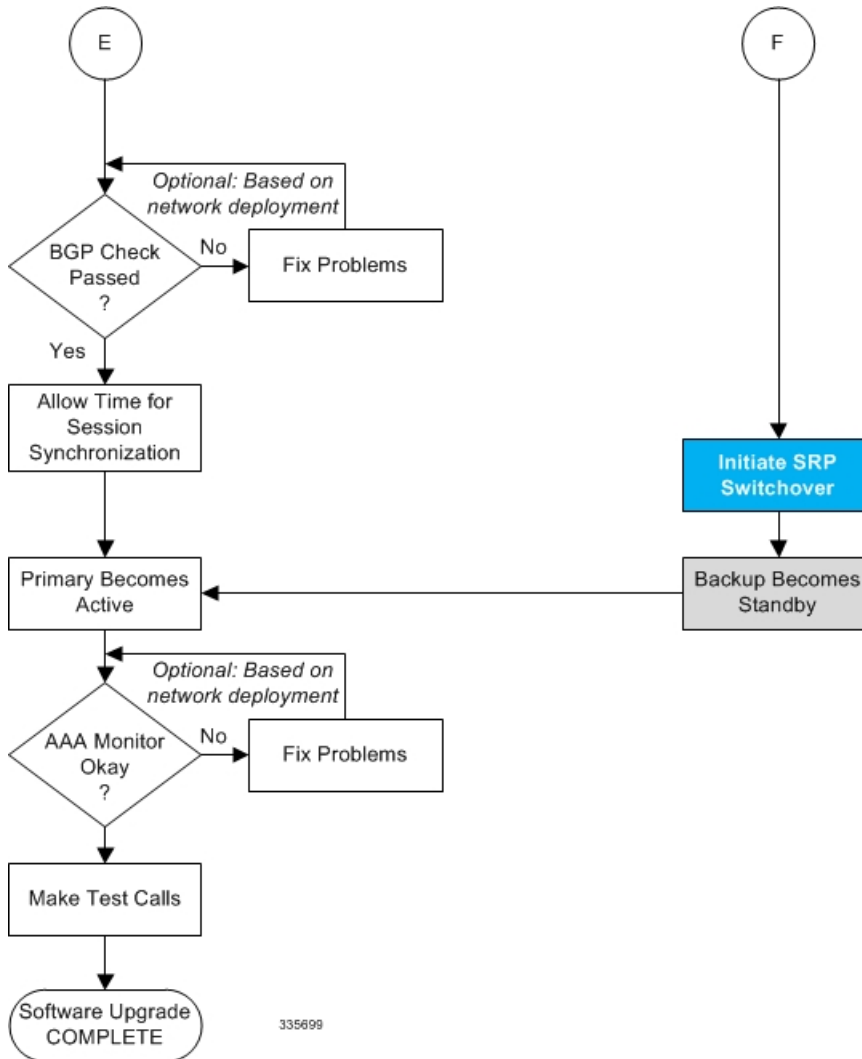 E
F
Optional: Based on
network deployment
BGP Check
Passed
?
No
Fix Problems
Yes
Allow Time for
Session
Synchronization
Initiate SRP
Switchover
Primary Becomes
Active
Backup Becomes
Standby
Optional: Based on
network deployment
AAA Monitor
Okay
?
No
Fix Problems
Make Test Calls
Software Upgrade
COMPLETE
335699